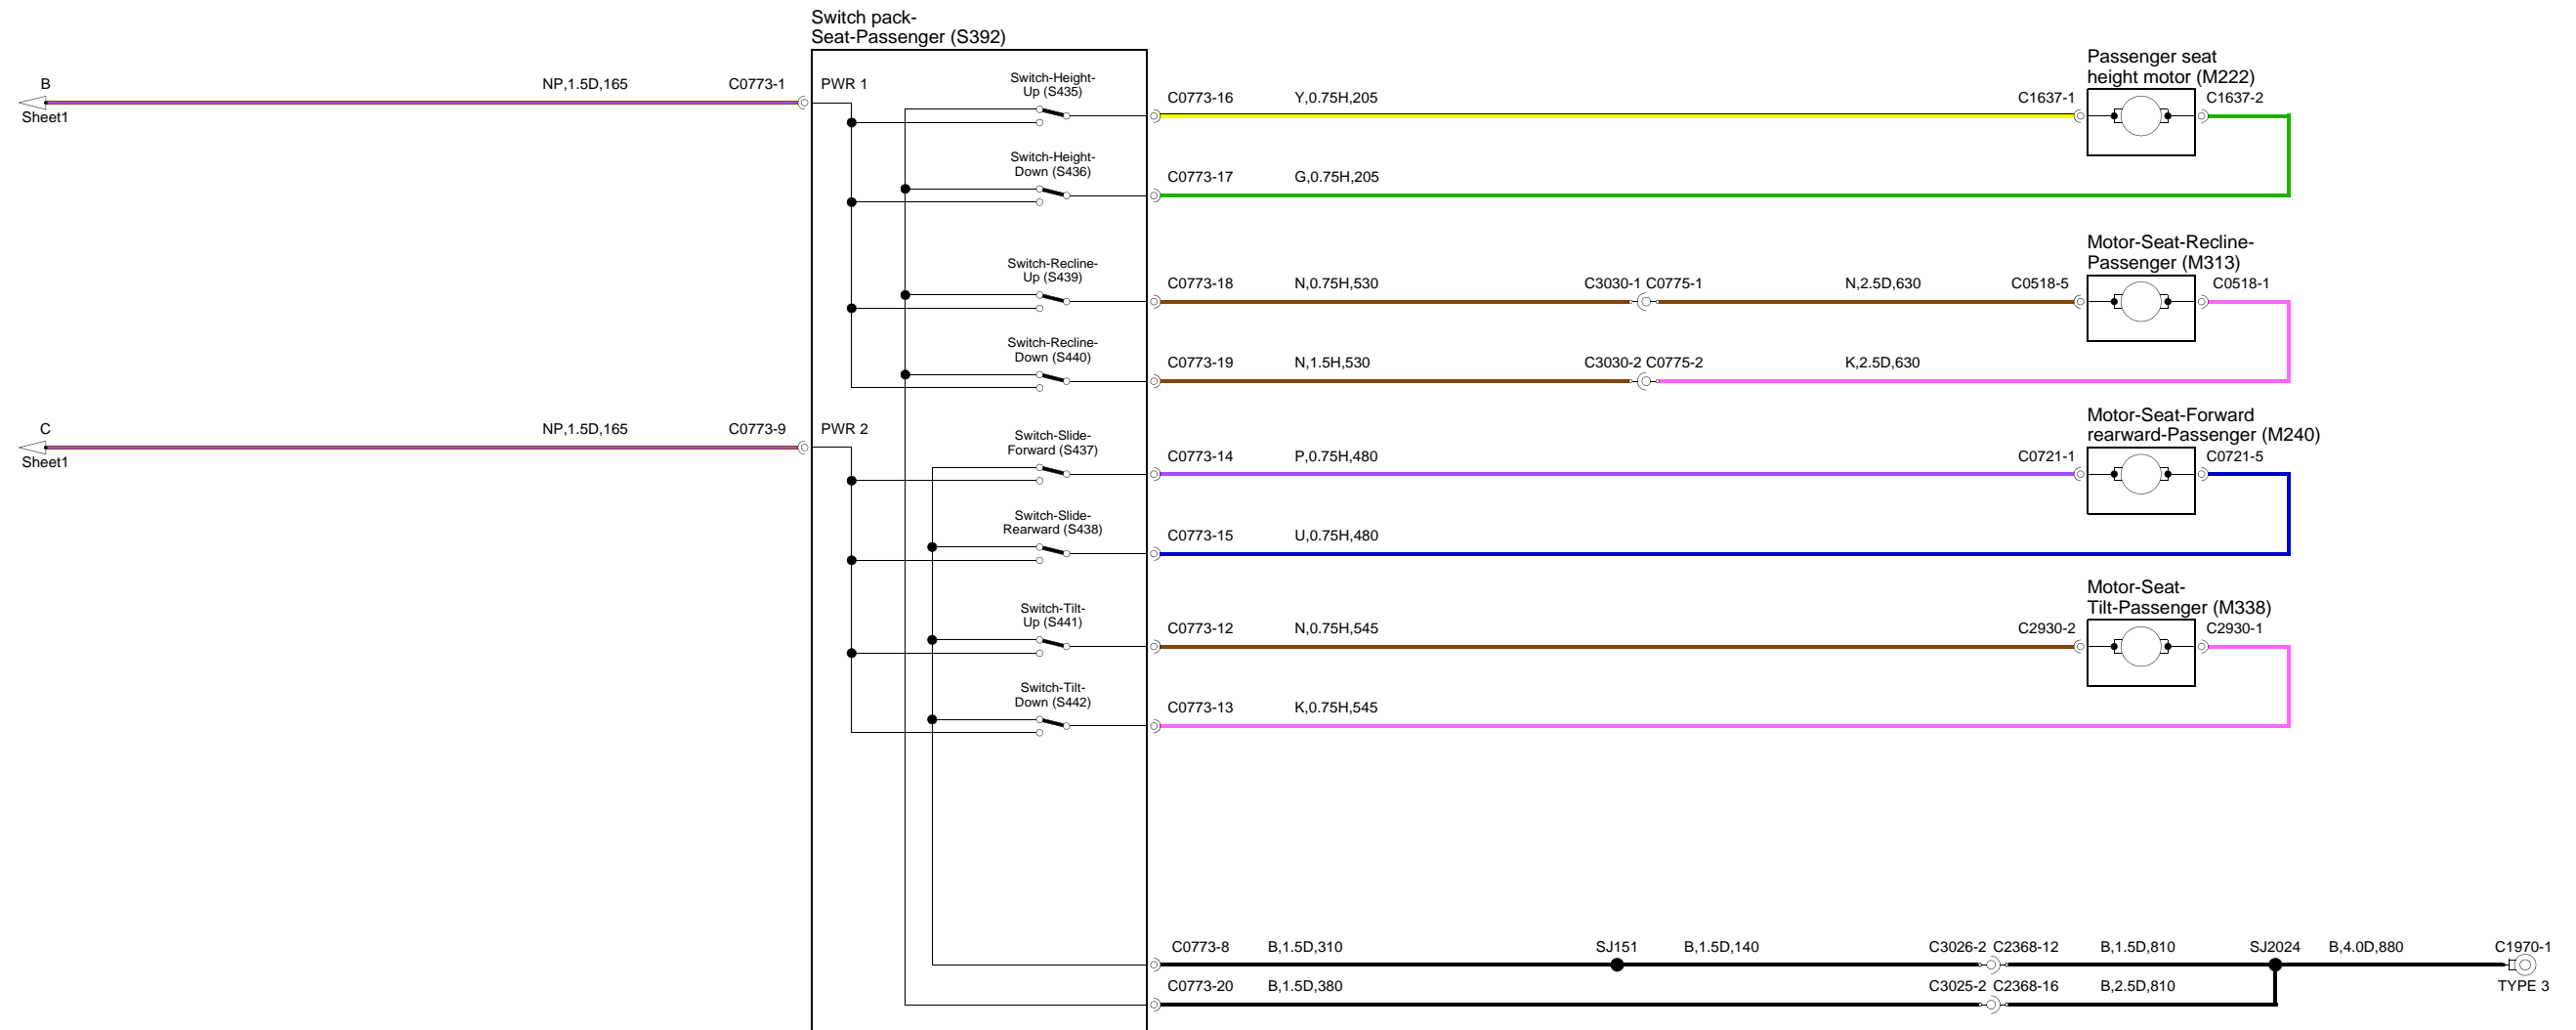 Switch pack-
Seat-Passenger (S392)
B
NP,1.5D,165
C0773-1
PWR 1
Sheet1
Switch-Height-
Up (S435)
C0773-16
Y,0.75H,205
C1637-1
Passenger seat
height motor (M222)
C1637-2
Switch-Height-
Down (S436)
C0773-17
G,0.75H,205
Switch-Recline-
Up (S439)
C0773-18
N,0.75H,530
C3030-1 C0775-1
N,2.5D,630
C0518-5
Motor-Seat-Recline-
Passenger (M313)
C0518-1
Switch-Recline-
Down (S440)
C0773-19
N,1.5H,530
C3030-2 C0775-2
K,2.5D,630
C
NP,1.5D,165
C0773-9
PWR 2
Sheet1
Switch-Slide-
Forward (S437)
C0773-14
P,0.75H,480
C0721-1
Motor-Seat-Forward
rearward-Passenger (M240)
C0721-5
Switch-Slide-
Rearward (S438)
C0773-15
U,0.75H,480
Switch-Tilt-
Up (S441)
C0773-12
N,0.75H,545
C2930-2
Motor-Seat-
Tilt-Passenger (M338)
C2930-1
Switch-Tilt-
Down (S442)
C0773-13
K,0.75H,545
C0773-8
B,1.5D,310
SJ151
B,1.5D,140
C3026-2 C2368-12
B,1.5D,810
SJ2024
B,4.0D,880
C1970-1
C0773-20
B,1.5D,380
C3025-2 C2368-16
B,2.5D,810
TYPE 3